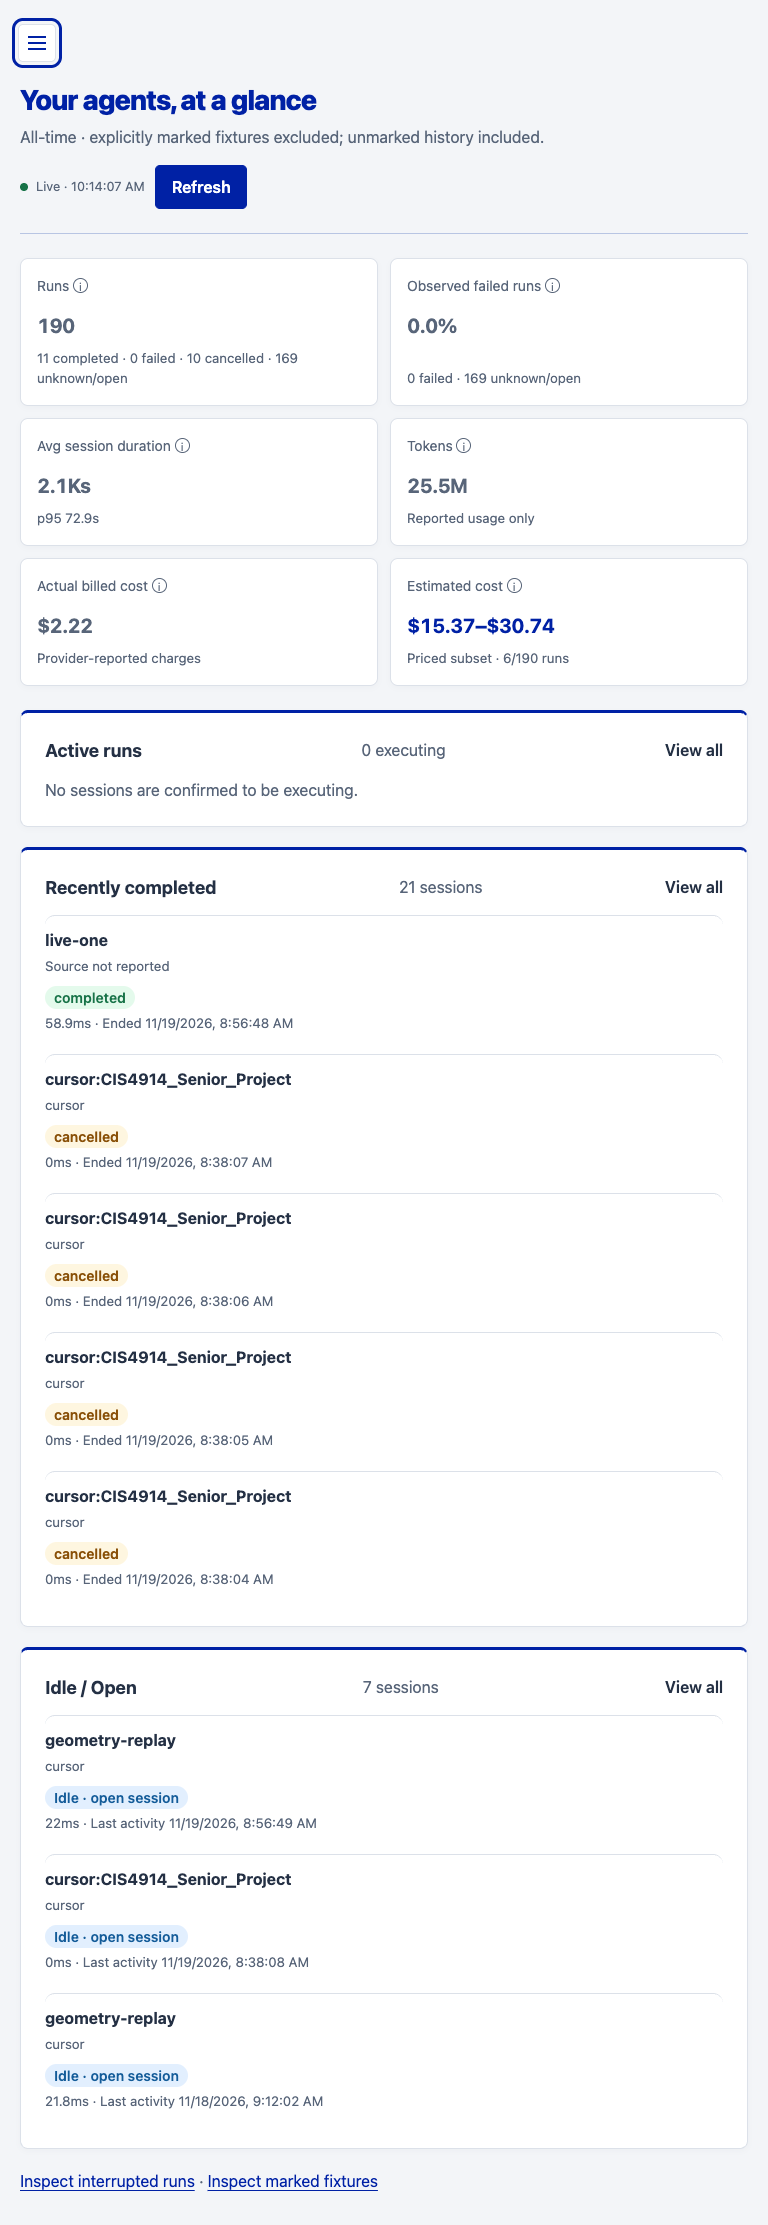 Your agents, at a glance
All-time · explicitly marked fixtures excluded; unmarked history included.
Live · 10:14:07 AM
Refresh
Runs ⓘ
190
11 completed · 0 failed · 10 cancelled · 169
unknown/open
Observed failed runs ⓘ
0.0%
0 failed · 169 unknown/open
Avg session duration ⓘ
2.1Ks
p95 72.9s
Tokens ⓘ
25.5M
Reported usage only
Actual billed cost ⓘ
$2.22
Provider-reported charges
Estimated cost ⓘ
$15.37–$30.74
Priced subset · 6/190 runs
Active runs
0 executing
View all
No sessions are confirmed to be executing.
Recently completed
21 sessions
View all
live-one
Source not reported
completed
58.9ms · Ended 11/19/2026, 8:56:48 AM
cursor:CIS4914_Senior_Project
cursor
cancelled
0ms · Ended 11/19/2026, 8:38:07 AM
cursor:CIS4914_Senior_Project
cursor
cancelled
0ms · Ended 11/19/2026, 8:38:06 AM
cursor:CIS4914_Senior_Project
cursor
cancelled
0ms · Ended 11/19/2026, 8:38:05 AM
cursor:CIS4914_Senior_Project
cursor
cancelled
0ms · Ended 11/19/2026, 8:38:04 AM
Idle / Open
7 sessions
View all
geometry-replay
cursor
Idle · open session
22ms · Last activity 11/19/2026, 8:56:49 AM
cursor:CIS4914_Senior_Project
cursor
Idle · open session
0ms · Last activity 11/19/2026, 8:38:08 AM
geometry-replay
cursor
Idle · open session
21.8ms · Last activity 11/18/2026, 9:12:02 AM
Inspect interrupted runs · Inspect marked fixtures